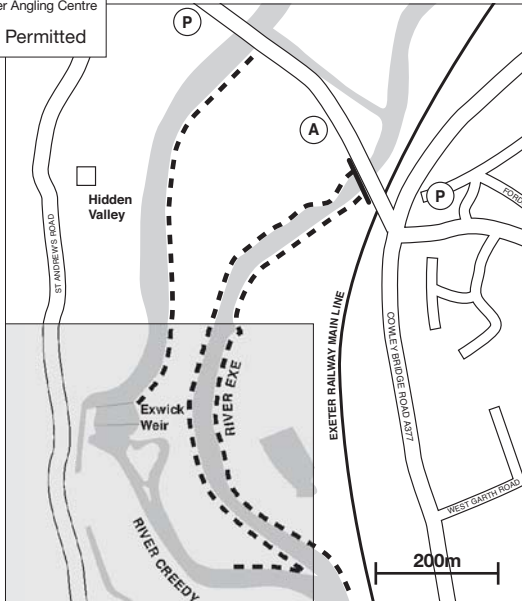 er Angling Centre
Permitted
P
A
P
Hidden
Valley
ST ANDREW'S ROAD
FORD
EXETER RAILWAY MAIN LINE
COWLEY BRIDGE ROAD A377
RIVER EXE
Exwick
Weir
WEST GARTH ROAD
RIVER CREEDY
200m